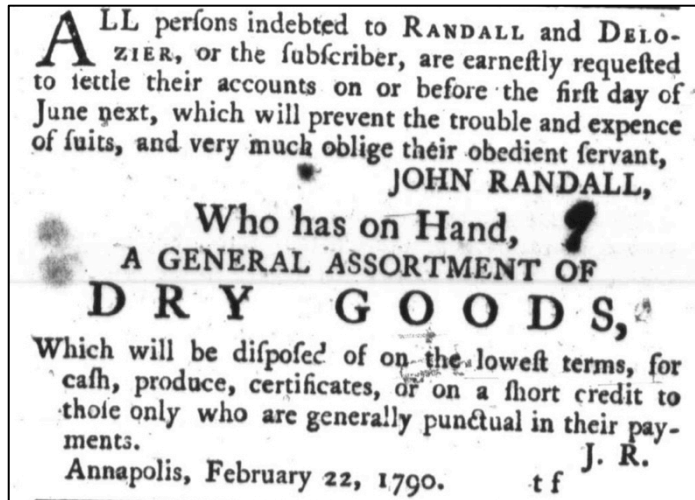 ALL perſons indebted to RANDALL and DELO-
ZIER, or the ſubſcriber, are earneſtly requeſted
to ſettle their accounts on or before the firſt day of
June next, which will prevent the trouble and expence
of ſuits, and very much oblige their obedient ſervant,
JOHN RANDALL,
Who has on Hand,
A GENERAL ASSORTMENT OF
DRY GOODS,
Which will be diſpoſed of on the loweſt terms, for
caſh, produce, certificates, or on a ſhort credit to
thoſe only who are generally punctual in their pay-
ments. J. R.
Annapolis, February 22, 1790. t f